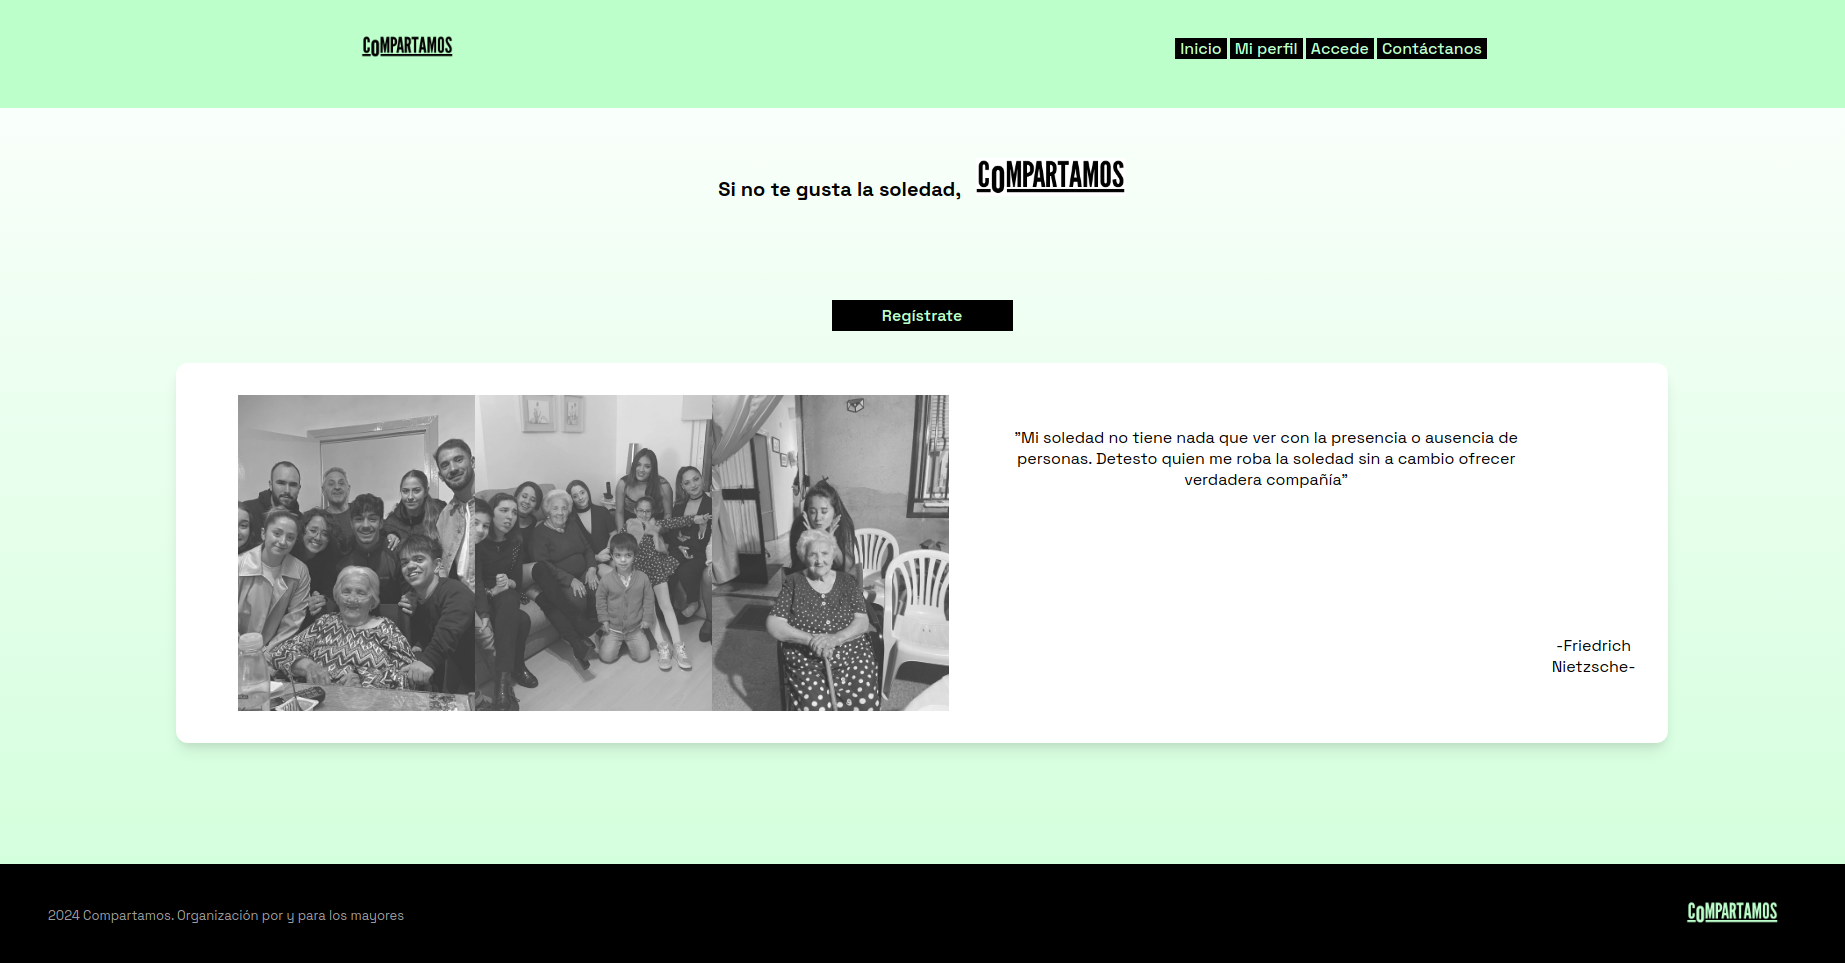 CoMPARTAMOS
Inicio Mi perfil Accede Contáctanos
Si no te gusta la soledad, CoMPARTAMOS
Regístrate
"Mi soledad no tiene nada que ver con la presencia o ausencia de
personas. Detesto quien me roba la soledad sin a cambio ofrecer
verdadera compañía"
-Friedrich
Nietzsche-
2024 Compartamos. Organización por y para los mayores
CoMPARTAMOS